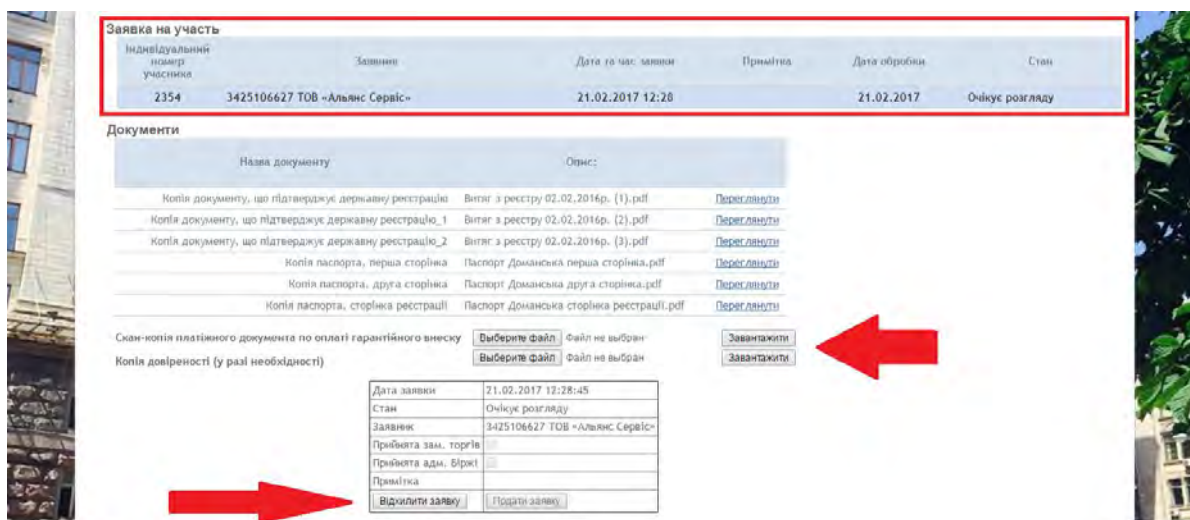 Заявка на участь
Індивідуальний номер учасника Заявник Дата та час заявки Примітка Дата обробки Стан
2354 3425106627 ТОВ «Альянс Сервіс» 21.02.2017 12:28 21.02.2017 Очікує розгляду
Документи
Назва документу Опис:
Копія документу, що підтверджує державну реєстрацію Витяг з реєстру 02.02.2016р. (1).pdf Переглянути
Копія документу, що підтверджує державну реєстрацію_1 Витяг з реєстру 02.02.2016р. (2).pdf Переглянути
Копія документу, що підтверджує державну реєстрацію_2 Витяг з реєстру 02.02.2016р. (3).pdf Переглянути
Копія паспорта, перша сторінка Паспорт Доманська перша сторінка.pdf Переглянути
Копія паспорта, друга сторінка Паспорт Доманська друга сторінка.pdf Переглянути
Копія паспорта, сторінка реєстрації Паспорт Доманська сторінка реєстрації.pdf Переглянути
Скан-копія платіжного документа по оплаті гарантійного внеску Выберите файл Файл не выбран Завантажити
Копія довіреності (у разі необхідності) Выберите файл Файл не выбран Завантажити
Дата заявки 21.02.2017 12:28:45
Стан Очікує розгляду
Заявник 3425106627 ТОВ «Альянс Сервіс»
Прийнята зам. торгів
Прийнята адм. Біржі
Примітка
Відхилити заявку Подати заявку